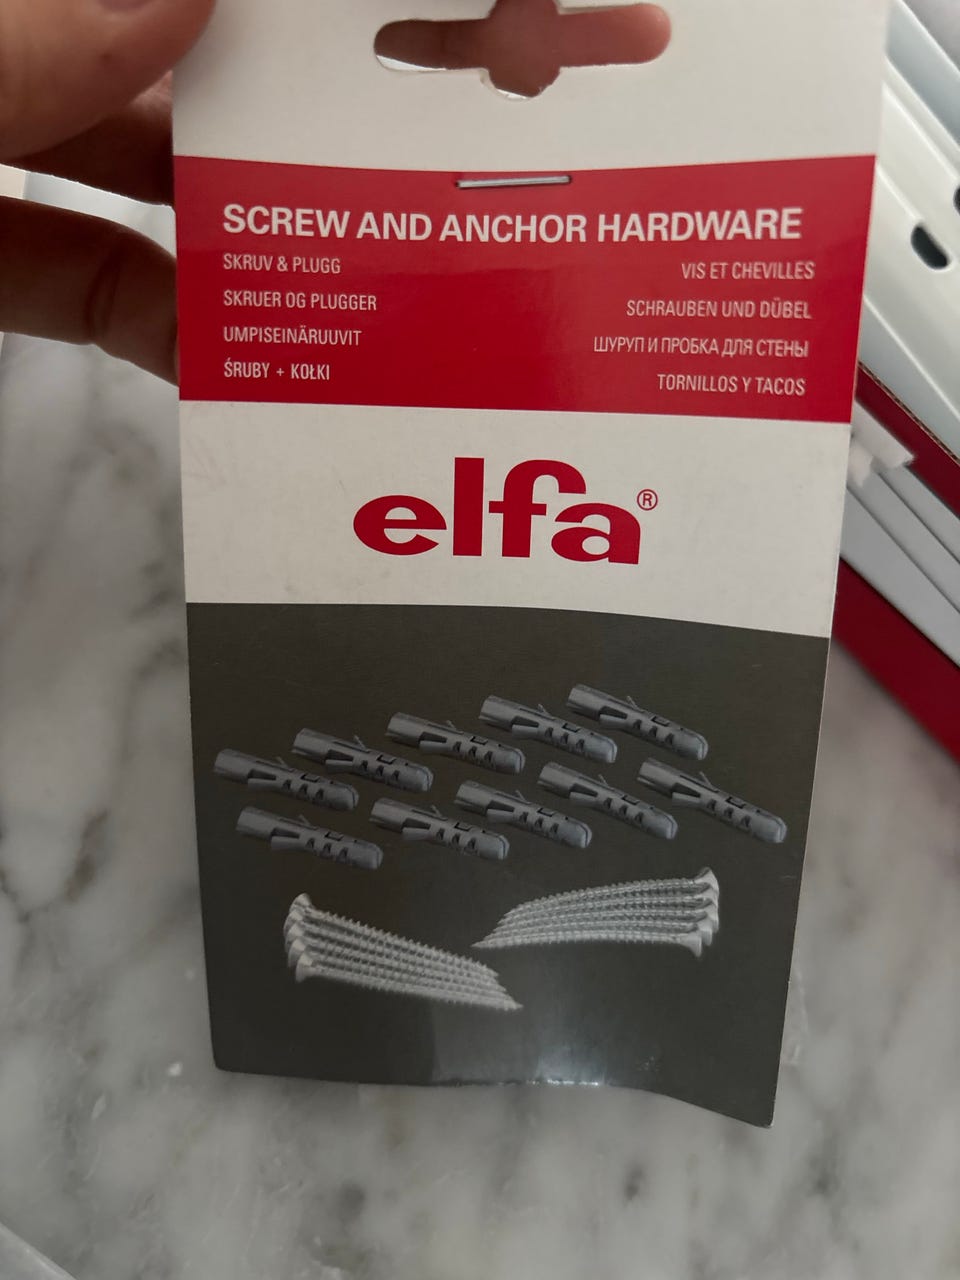 SCREW AND ANCHOR HARDWARE
SKRUV & PLUGG
SKRUER OG PLUGGER
UMPISEINÄRUUVIT
ŚRUBY + KOŁKI
VIS ET CHEVILLES
SCHRAUBEN UND DÜBEL
ШУРУП И ПРОБКА ДЛЯ СТЕНЫ
TORNILLOS Y TACOS
elfa®